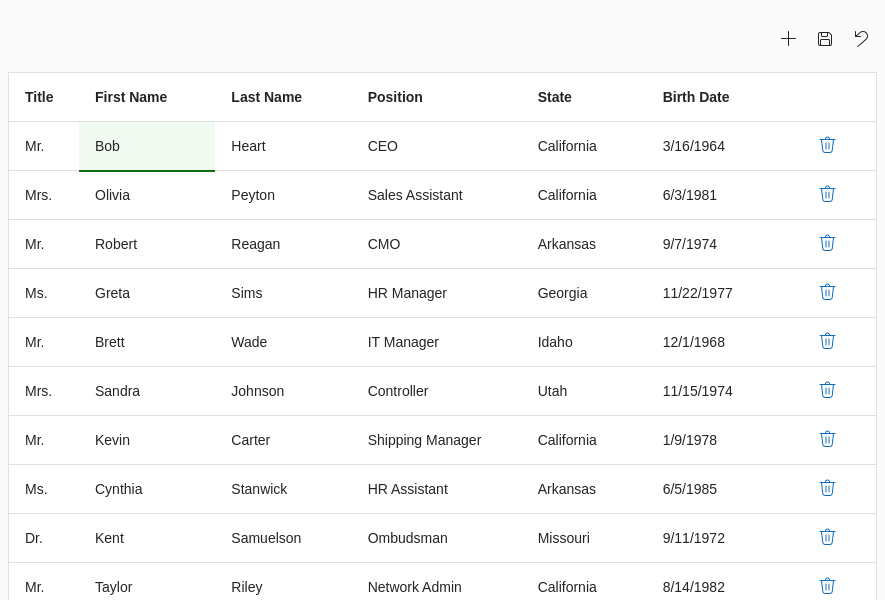 Title First Name Last Name Position State Birth Date
Mr. Bob Heart CEO California 3/16/1964
Mrs. Olivia Peyton Sales Assistant California 6/3/1981
Mr. Robert Reagan CMO Arkansas 9/7/1974
Ms. Greta Sims HR Manager Georgia 11/22/1977
Mr. Brett Wade IT Manager Idaho 12/1/1968
Mrs. Sandra Johnson Controller Utah 11/15/1974
Mr. Kevin Carter Shipping Manager California 1/9/1978
Ms. Cynthia Stanwick HR Assistant Arkansas 6/5/1985
Dr. Kent Samuelson Ombudsman Missouri 9/11/1972
Mr. Taylor Riley Network Admin California 8/14/1982